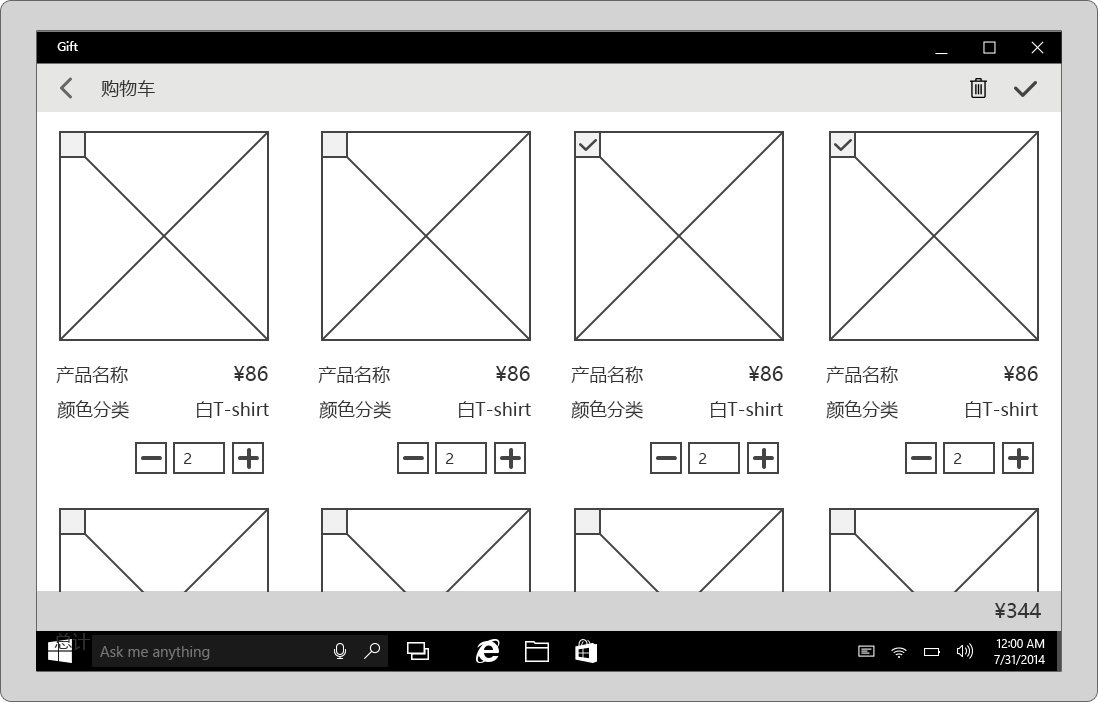 Gift
购物车
产品名称 ¥86 产品名称 ¥86 产品名称 ¥86 产品名称 ¥86
颜色分类 白T-shirt 颜色分类 白T-shirt 颜色分类 白T-shirt 颜色分类 白T-shirt
2 2 2 2
¥344
总计
Ask me anything
12:00 AM
7/31/2014